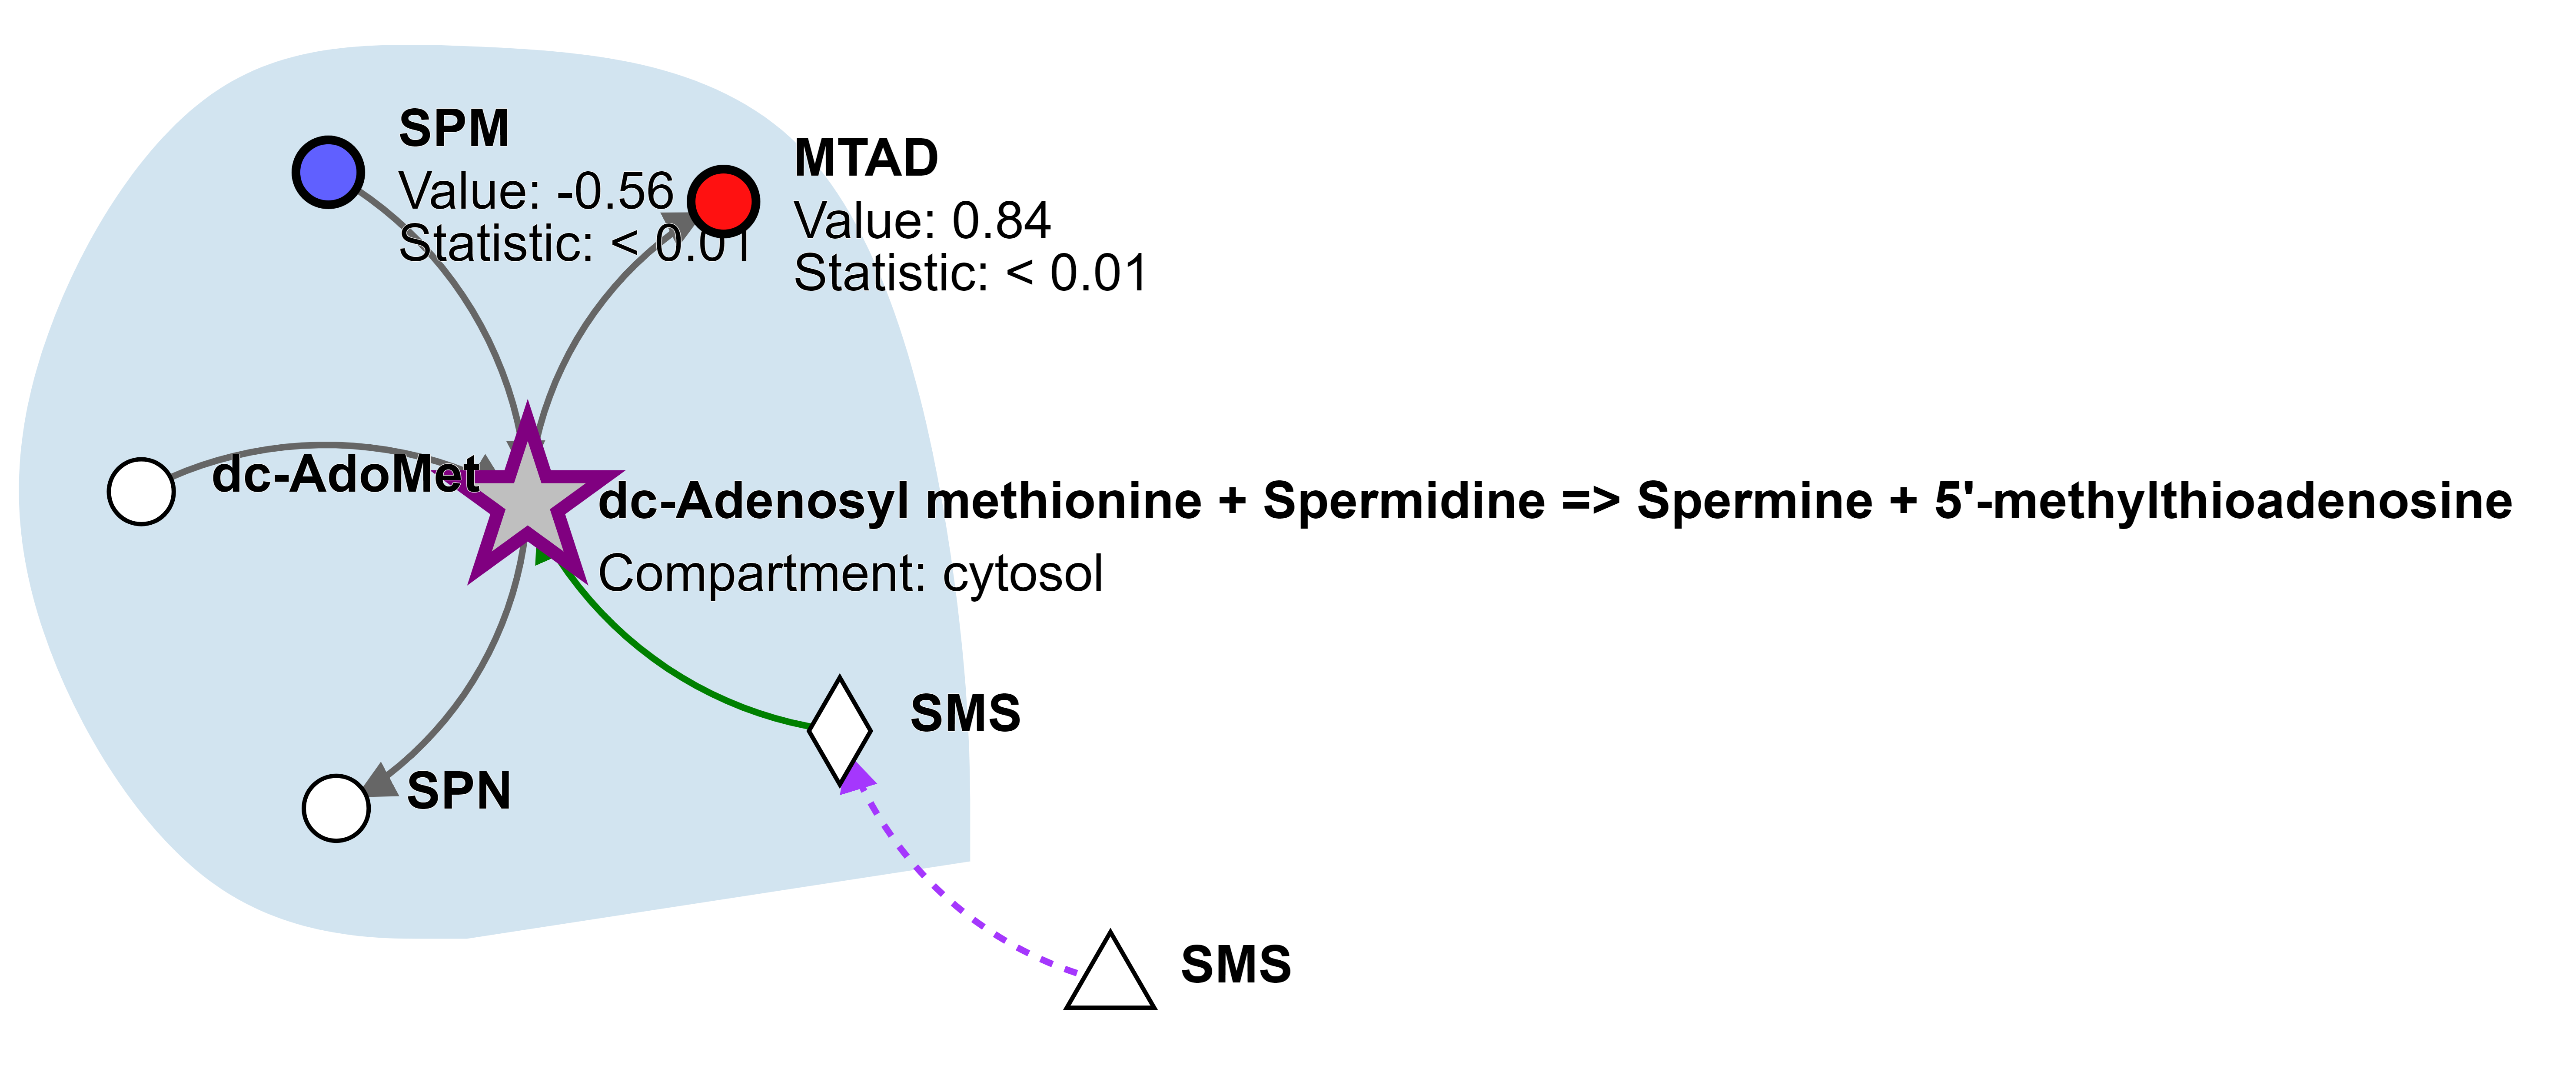 SPM
Value: -0.56
Statistic: < 0.01
MTAD
Value: 0.84
Statistic: < 0.01
dc-AdoMet
dc-Adenosyl methionine + Spermidine => Spermine + 5'-methylthioadenosine
Compartment: cytosol
SMS
SPN
SMS